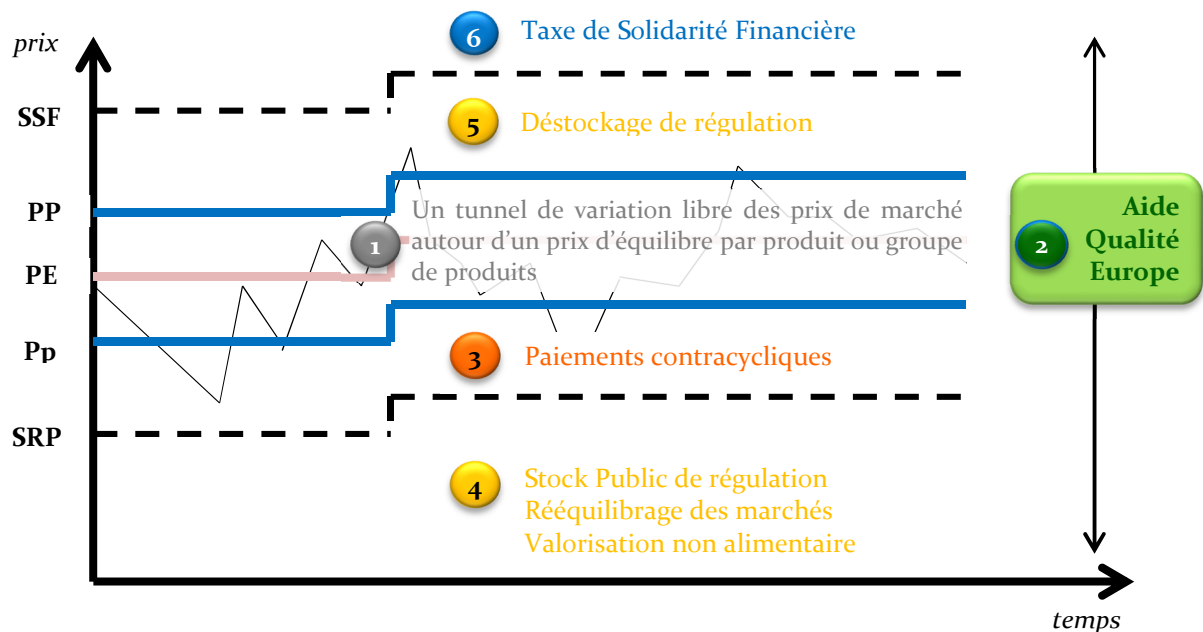 prix
6 Taxe de Solidarité Financière
SSF
5 Déstockage de régulation
PP
1 Un tunnel de variation libre des prix de marché
autour d'un prix d'équilibre par produit ou groupe
de produits
PE
2 Aide
Qualité
Europe
Pp
3 Paiements contracycliques
SRP
4 Stock Public de régulation
Rééquilibrage des marchés
Valorisation non alimentaire
temps